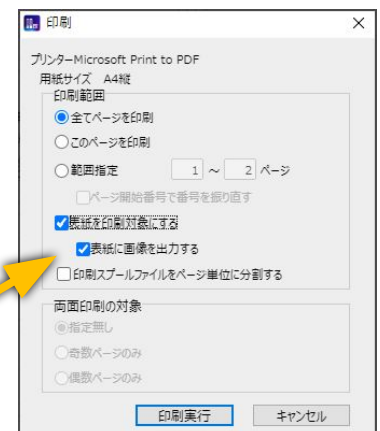 印刷
プリンターMicrosoft Print to PDF
用紙サイズ A4縦
印刷範囲
全てページを印刷
このページを印刷
範囲指定 1 ～ 2 ページ
ページ開始番号で番号を振り直す
表紙を印刷対象にする
表紙に画像を出力する
印刷スプールファイルをページ単位に分割する
両面印刷の対象
指定無し
奇数ページのみ
偶数ページのみ
印刷実行 キャンセル